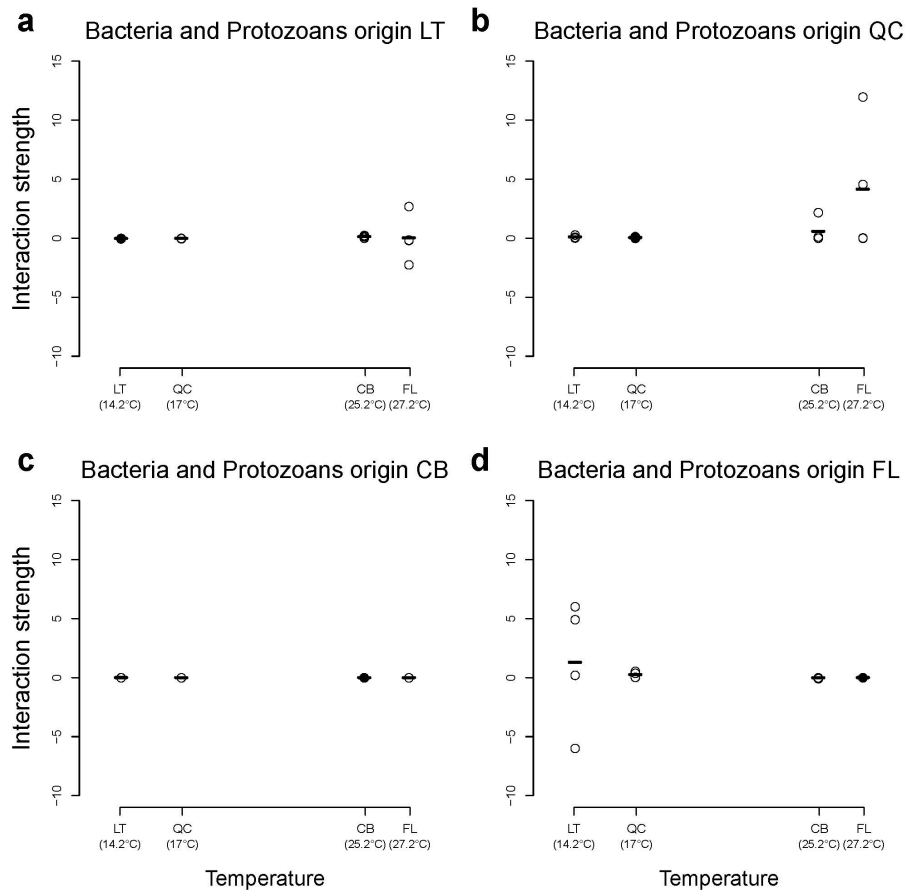 a
Bacteria and Protozoans origin LT
Interaction strength
15
10
5
0
−5
−10
LT
(14.2°C)
QC
(17°C)
CB
(25.2°C)
FL
(27.2°C)
b
Bacteria and Protozoans origin QC
15
10
5
0
−5
−10
LT
(14.2°C)
QC
(17°C)
CB
(25.2°C)
FL
(27.2°C)
c
Bacteria and Protozoans origin CB
Interaction strength
15
10
5
0
−5
−10
LT
(14.2°C)
QC
(17°C)
CB
(25.2°C)
FL
(27.2°C)
Temperature
d
Bacteria and Protozoans origin FL
15
10
5
0
−5
−10
LT
(14.2°C)
QC
(17°C)
CB
(25.2°C)
FL
(27.2°C)
Temperature